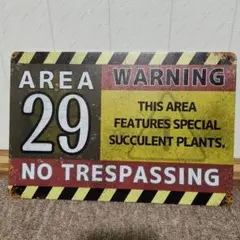 AREA
29
WARNING
THIS AREA
FEATURES SPECIAL
SUCCULENT PLANTS.
NO TRESPASSING